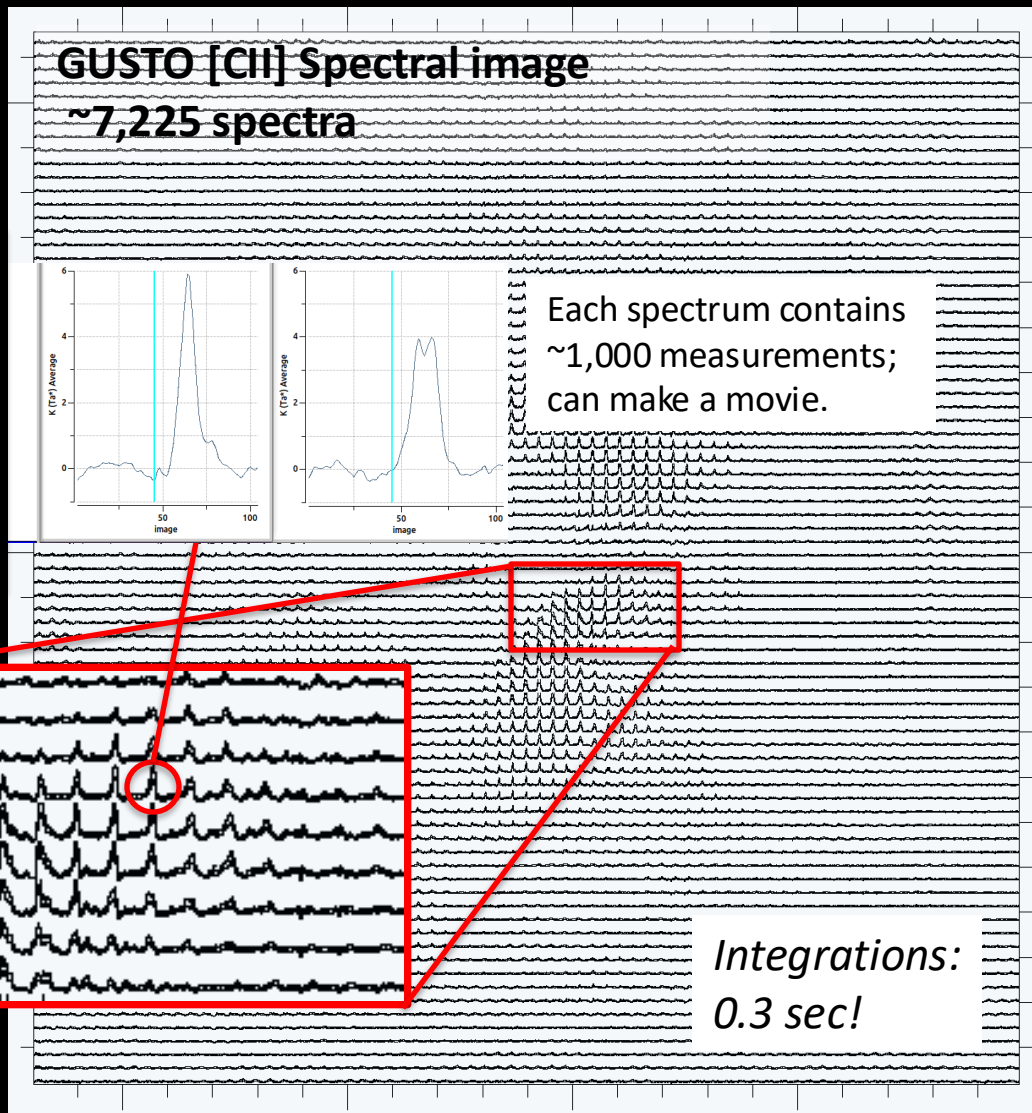 GUSTO [CII] Spectral image
~7,225 spectra
6
4
2
0
K (Ta*) Average
50
100
image
6
4
2
0
K (Ta*) Average
50
100
image
Each spectrum contains
~1,000 measurements;
can make a movie.
Integrations:
0.3 sec!